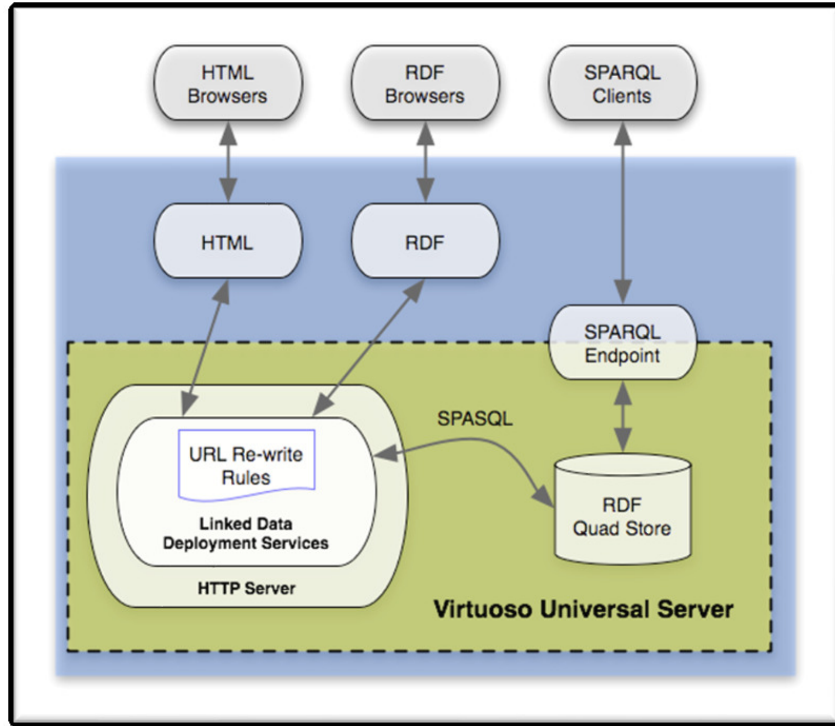 HTML
Browsers
RDF
Browsers
SPARQL
Clients
HTML
RDF
SPARQL
Endpoint
SPASQL
URL Re-write
Rules
Linked Data
Deployment Services
HTTP Server
RDF
Quad Store
Virtuoso Universal Server